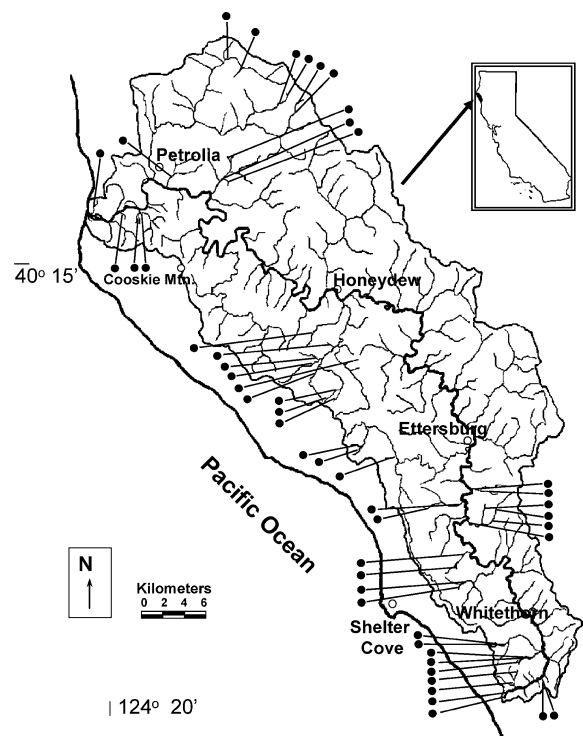 Petrolia
40° 15'
Cooskie Mtn.
Honeydew
Ettersburg
Pacific Ocean
N
Kilometers
0 2 4 6
Whitethorn
Shelter
Cove
124° 20'